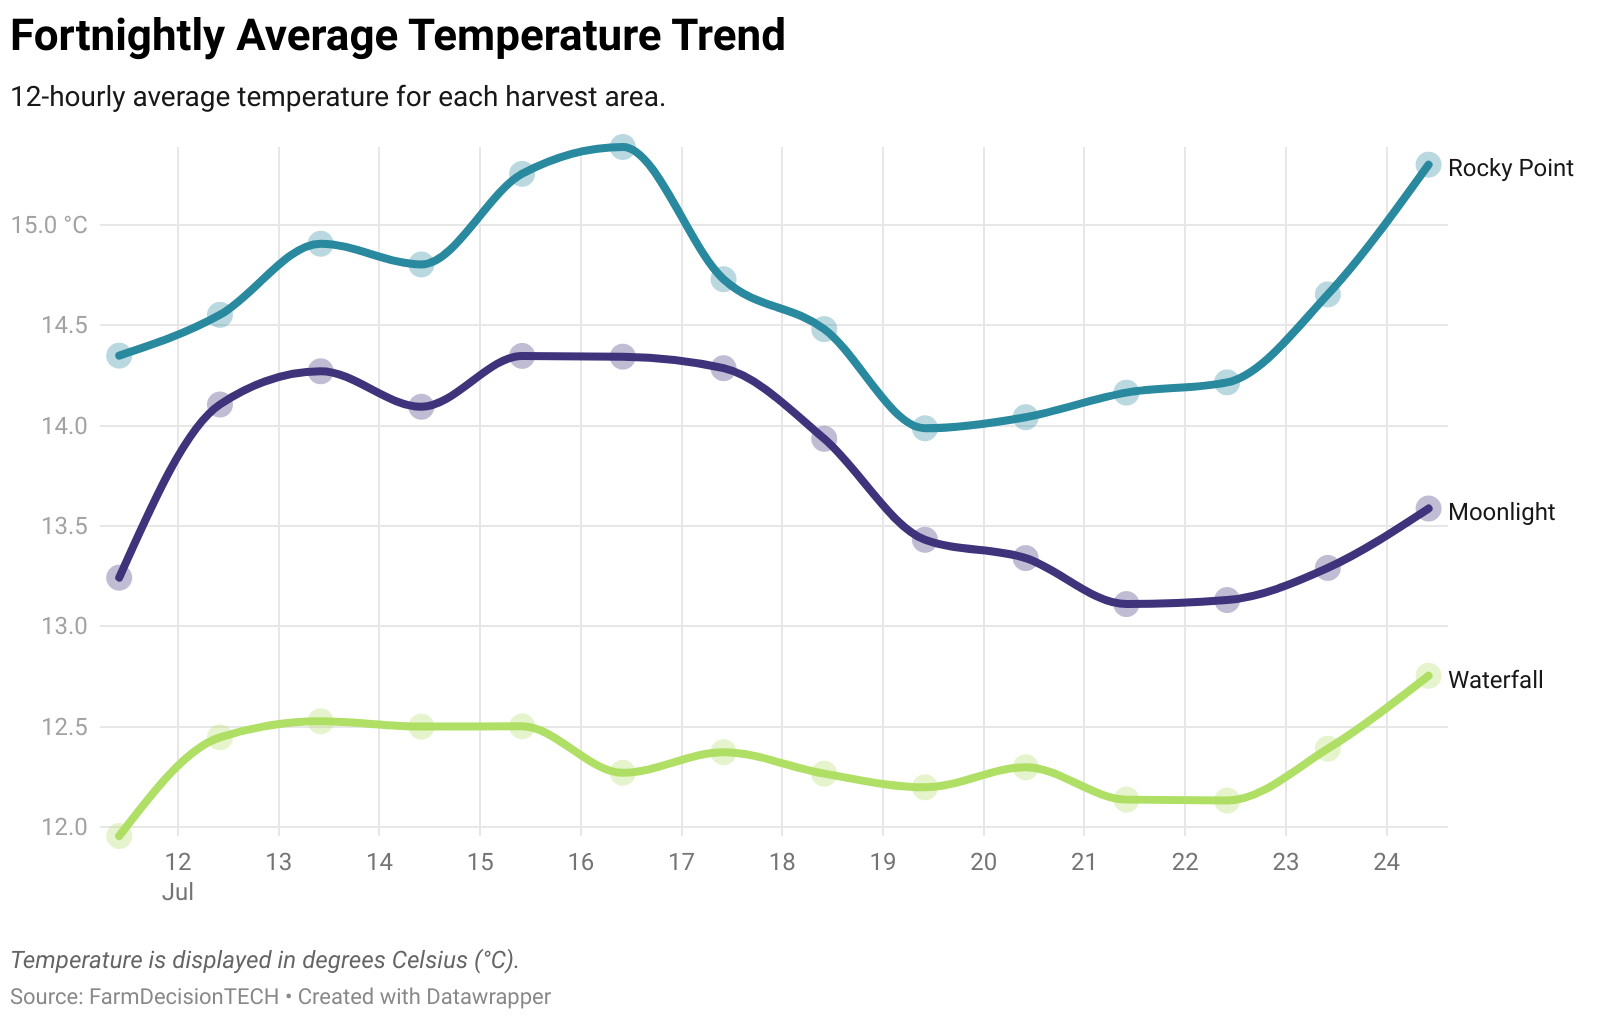 Fortnightly Average Temperature Trend
12-hourly average temperature for each harvest area.
Rocky Point
15.0 °C
14.5
14.0
13.5
Moonlight
13.0
Waterfall
12.5
12.0
12 13 14 15 16 17 18 19 20 21 22 23 24
Jul
Temperature is displayed in degrees Celsius (°C).
Source: FarmDecisionTECH • Created with Datawrapper